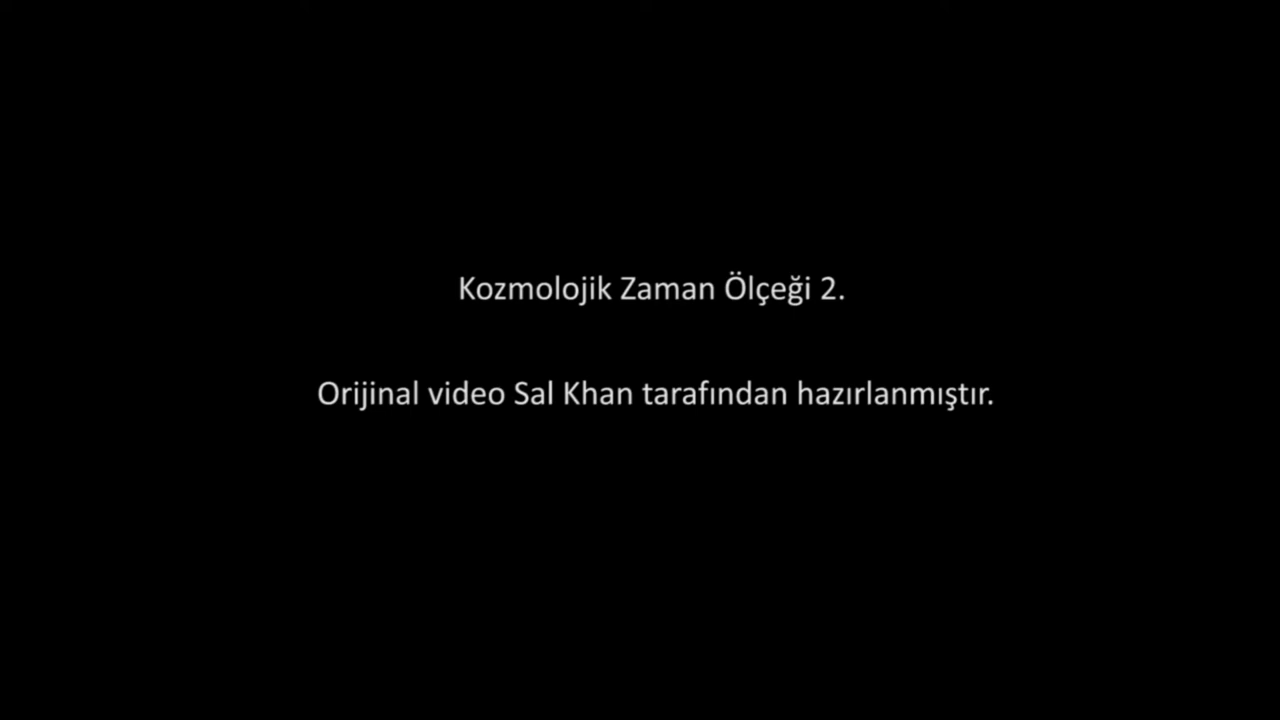 Kozmolojik Zaman Ölçeği 2.
Orijinal video Sal Khan tarafından hazırlanmıştır.